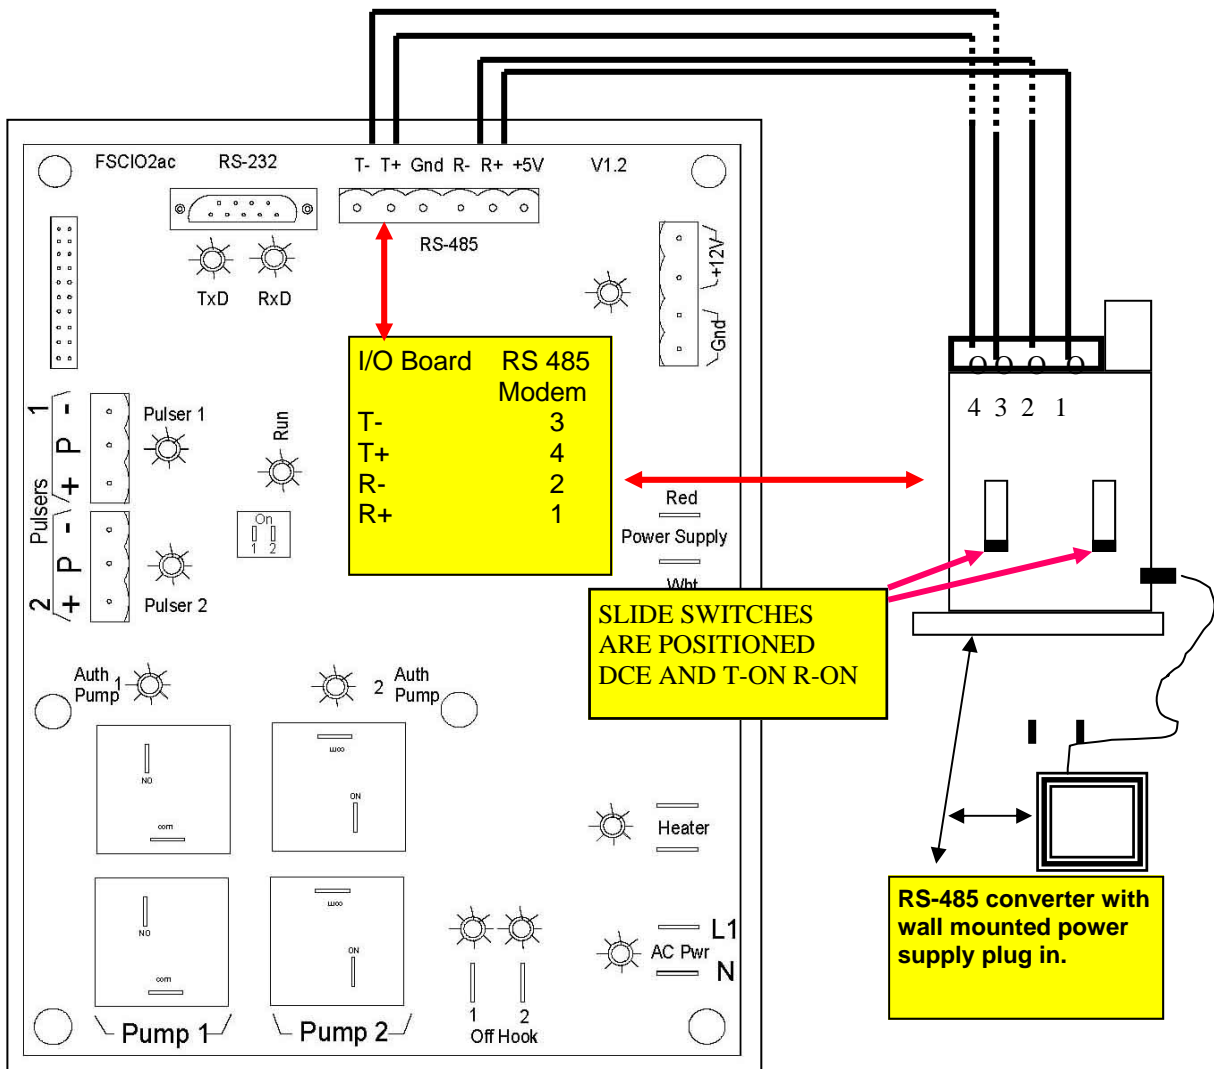 FSCIO2ac RS-232 T- T+ Gnd R- R+ +5V V1.2
RS-485
TxD RxD
+12V
Gnd
I/O Board RS 485
Modem
T- 3
T+ 4
R- 2
R+ 1
4 3 2 1
Pulsers
1 - P +
2 - P +
Pulser 1
Run
On
1 2
Pulser 2
Red
Power Supply
Wht
SLIDE SWITCHES
ARE POSITIONED
DCE AND T-ON R-ON
Auth
Pump 1
2 Auth
Pump
NO
com
com
NO
NO
com
com
NO
Heater
L1
AC Pwr
N
1 2
Off Hook
Pump 1 Pump 2
RS-485 converter with
wall mounted power
supply plug in.